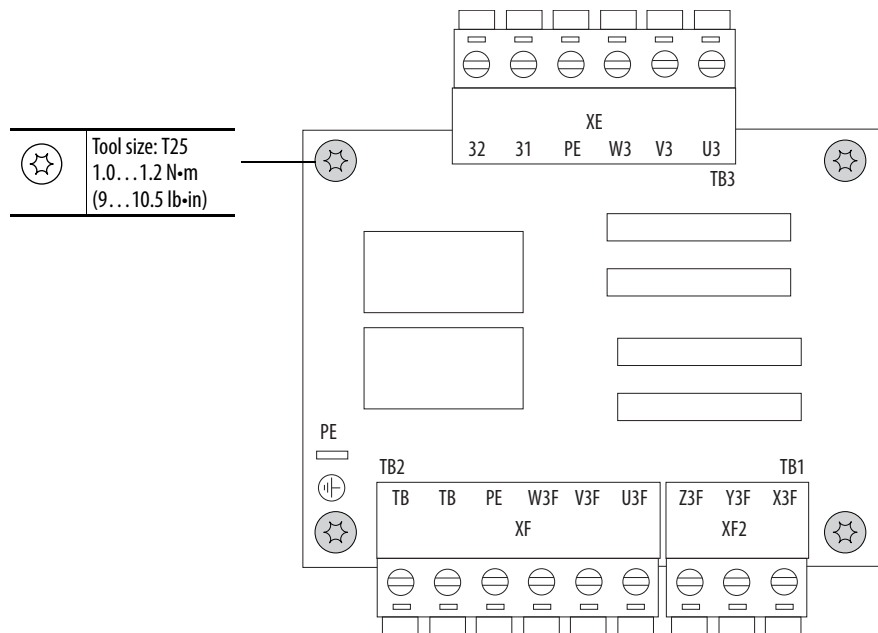 XE
32 31 PE W3 V3 U3
TB3
Tool size: T25
1.0...1.2 N•m
(9...10.5 lb•in)
PE
TB2
TB1
TB TB PE W3F V3F U3F
XF
Z3F Y3F X3F
XF2